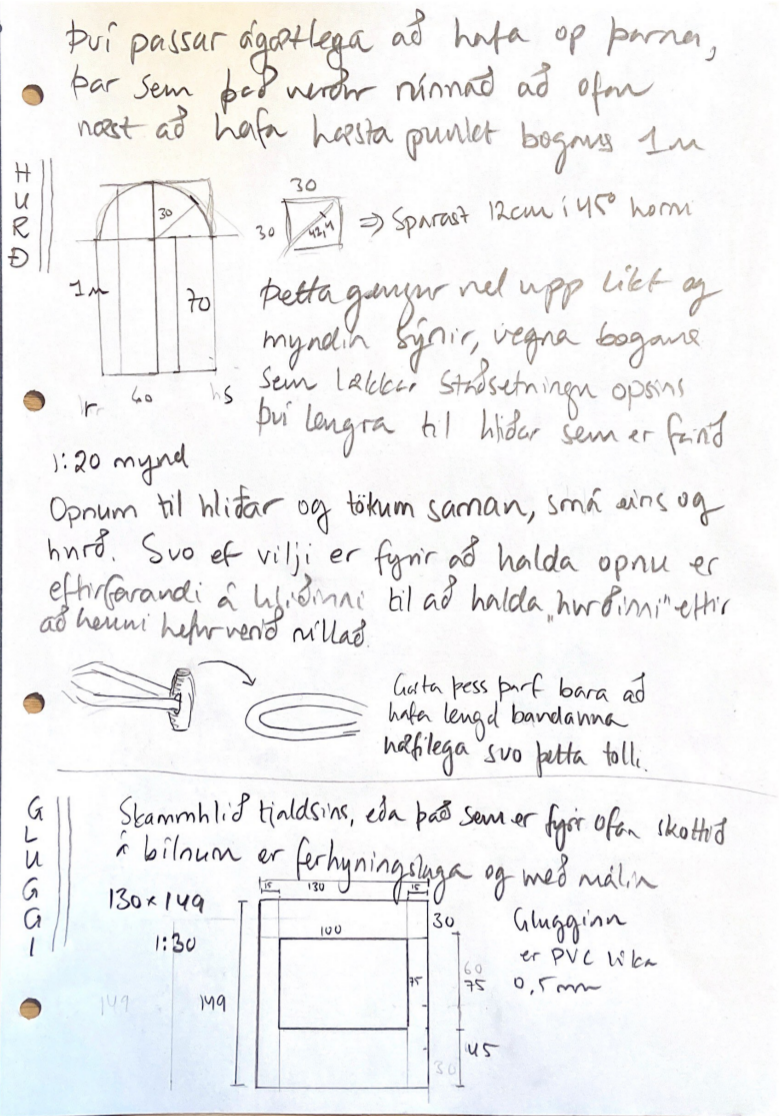 Því passar ágætlega að hafa op þarna,
þar sem það verður rúnnað að ofan
næst að hafa hæsta punkt bogans 1m
HURÐ
30
30
30
42,4
⇒ Sparast 12cm í 45° horni
1m
70
60
Þetta gengur vel upp líkt og
myndin sýnir, vegna bogans
sem lækkar staðsetningu opsins
því lengra til hliðar sem er farið
1:20 mynd
Opnum til hliðar og tökum saman, smá eins og
hurð. Svo ef vilji er fyrir að halda opnu er
eftirfarandi á hliðinni til að halda „hurðinni" eftir
að henni hefur verið rúllað.
Gæta þess þarf bara að
hafa lengd bandanna
hæfilega svo þetta tolli.
GLUGGI
Skammhlið tjaldsins, eða það sem er fyrir ofan skottið
á bílnum er ferhyningslaga og með málin
130×149
15
130
15
1:30
30
100
Glugginn
er PVC líka
0,5mm
75
60
75
149
149
45
30